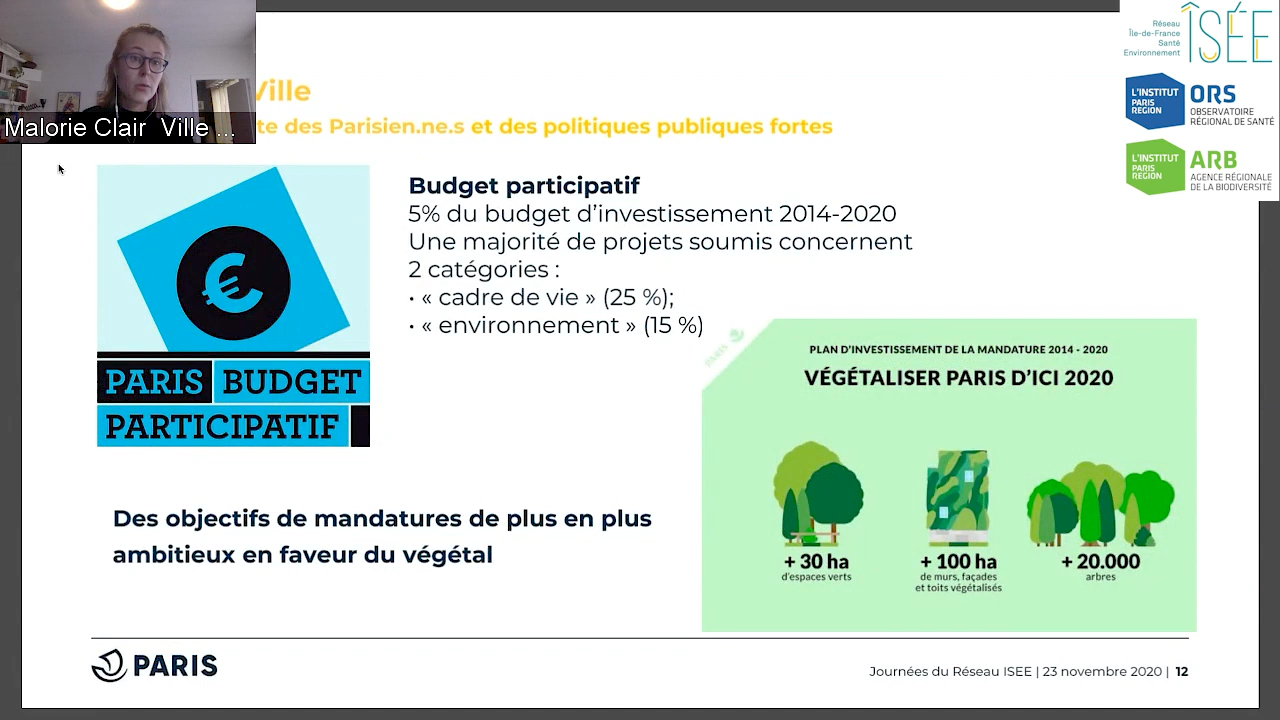 Malorie Clair Ville ...
Ville
te des Parisien.ne.s et des politiques publiques fortes
Réseau
Île-de-France
Santé
Environnement
ÎSÉE
L'INSTITUT
PARIS
REGION
ORS
OBSERVATOIRE
RÉGIONAL DE SANTÉ
L'INSTITUT
PARIS
REGION
ARB
AGENCE RÉGIONALE
DE LA BIODIVERSITÉ
Budget participatif
5% du budget d’investissement 2014-2020
Une majorité de projets soumis concernent
2 catégories :
• « cadre de vie » (25 %);
• « environnement » (15 %)
€
PARIS BUDGET
PARTICIPATIF
PARIS
PLAN D'INVESTISSEMENT DE LA MANDATURE 2014 - 2020
VÉGÉTALISER PARIS D’ICI 2020
+ 30 ha
d'espaces verts
+ 100 ha
de murs, façades
et toits végétalisés
+ 20.000
arbres
Des objectifs de mandatures de plus en plus
ambitieux en faveur du végétal
PARIS
Journées du Réseau ISEE | 23 novembre 2020 | 12